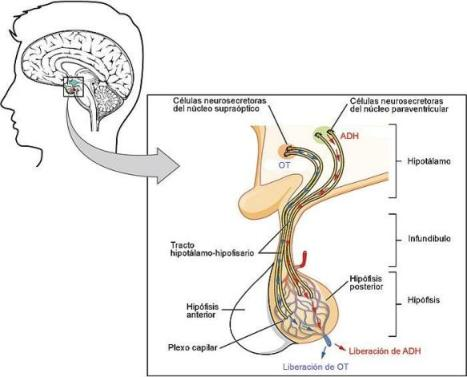 Células neurosecretoras
del núcleo supraóptico
Células neurosecretoras
del núcleo paraventricular
ADH
OT
Hipotálamo
Infundíbulo
Tracto
hipotálamo-hipofisario
Hipófisis
posterior
Hipófisis
Hipófisis
anterior
Plexo capilar
Liberación de ADH
Liberación de OT